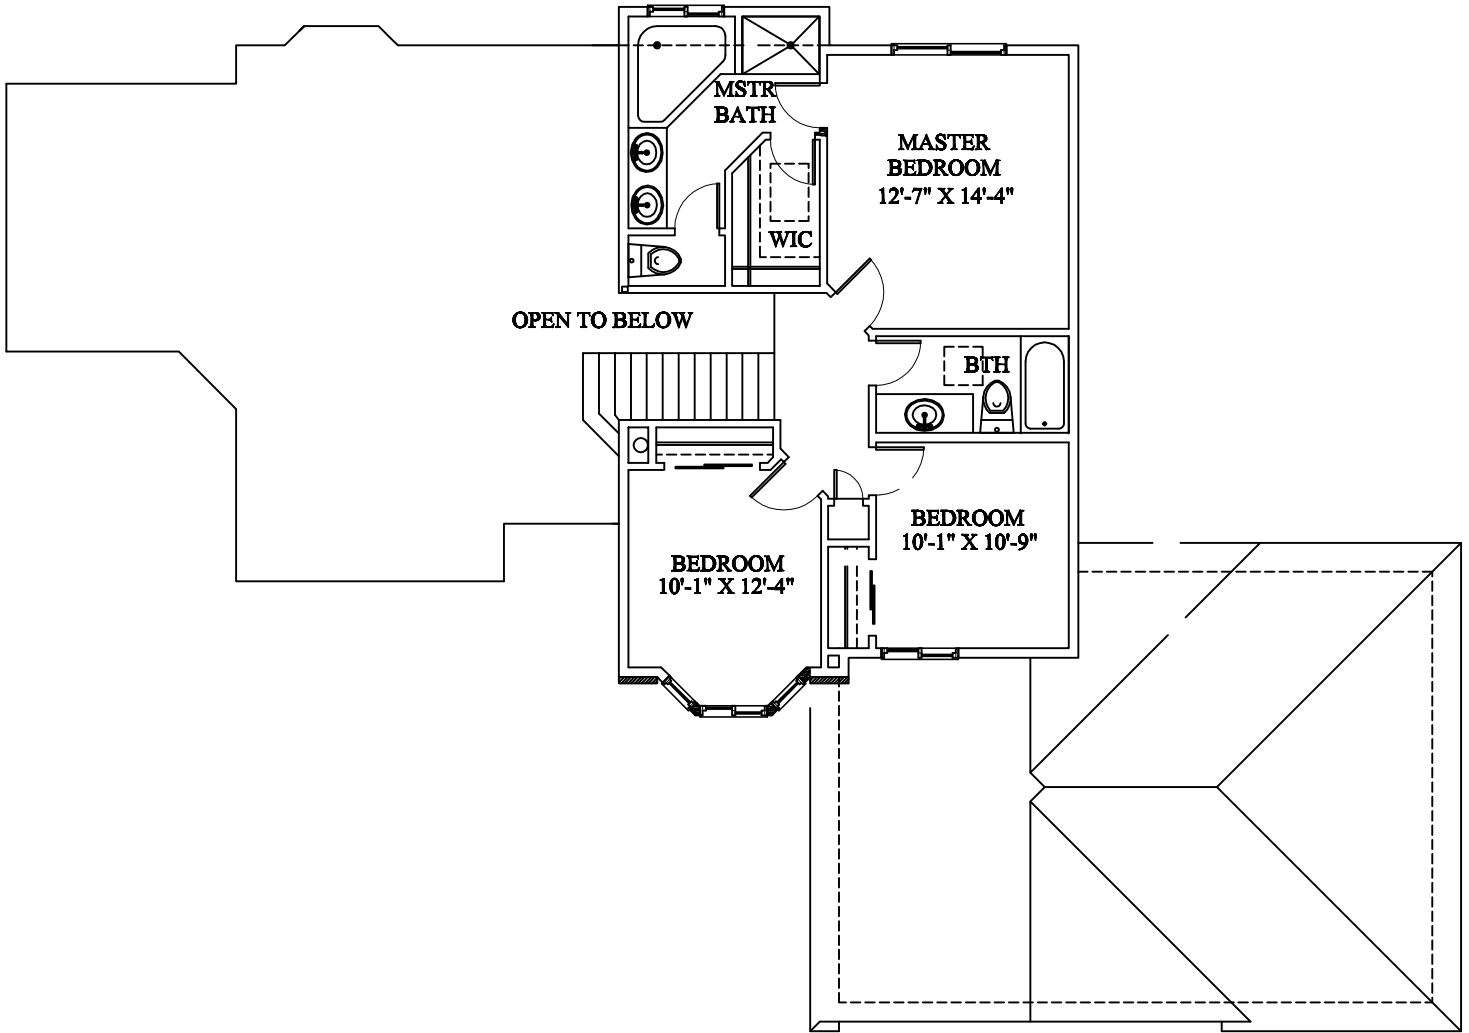 MSTR
BATH
MASTER
BEDROOM
12'-7" X 14'-4"
WIC
OPEN TO BELOW
BTH
BEDROOM
10'-1" X 10'-9"
BEDROOM
10'-1" X 12'-4"